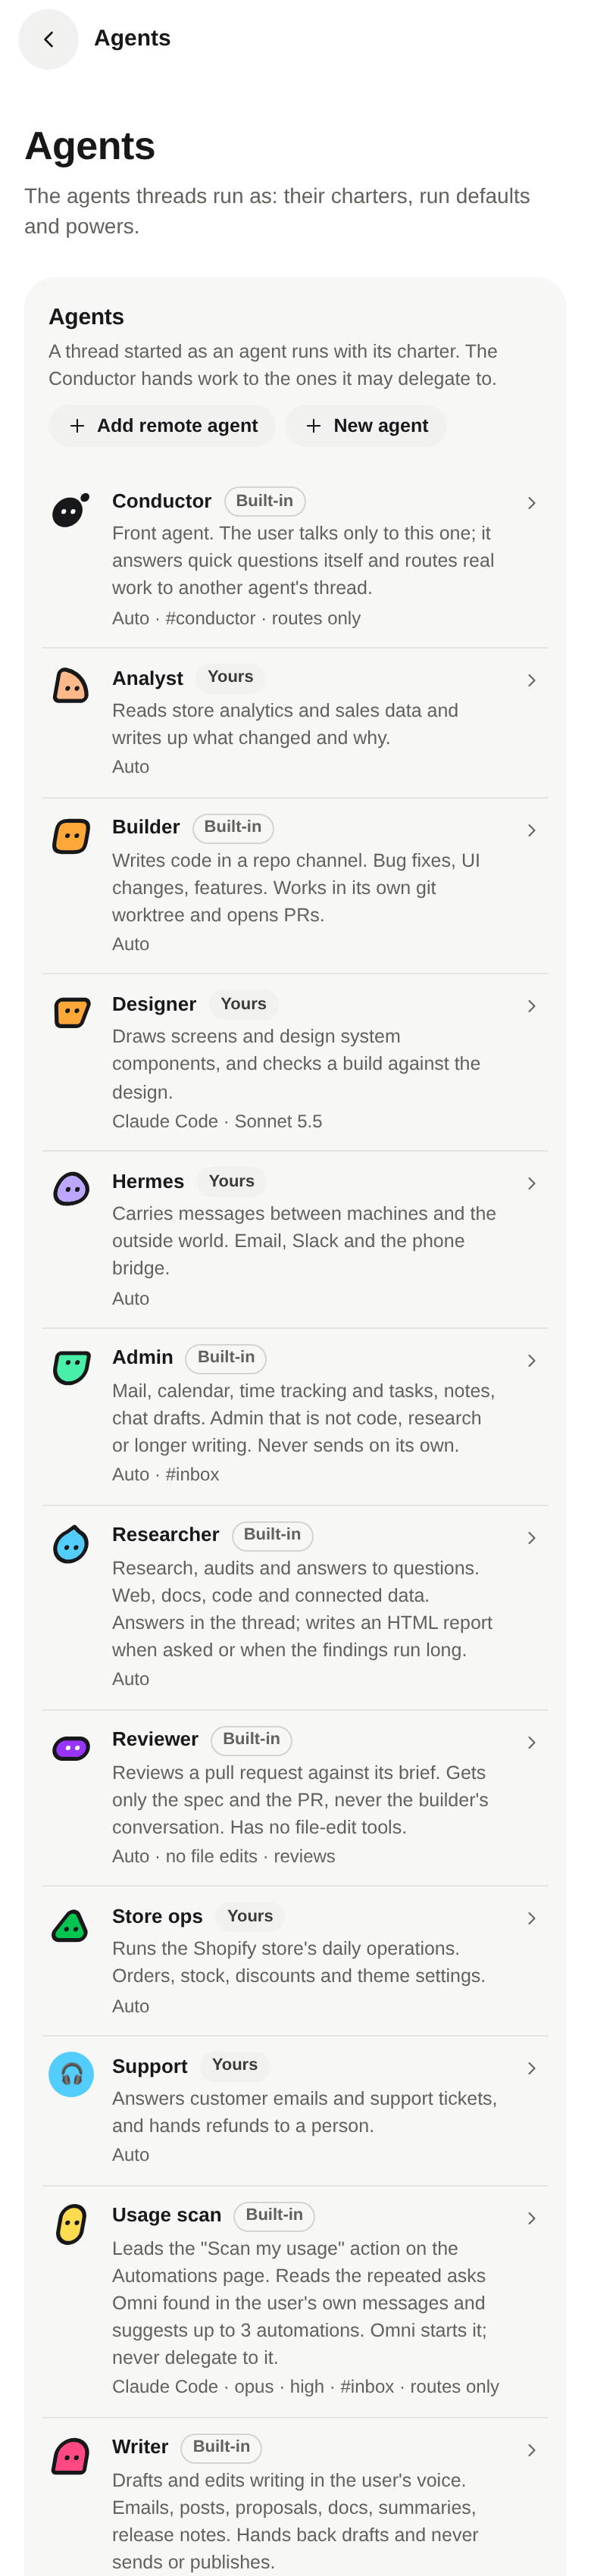 Agents
Agents
The agents threads run as: their charters, run defaults
and powers.
Agents
A thread started as an agent runs with its charter. The
Conductor hands work to the ones it may delegate to.
Add remote agent
New agent
Conductor Built-in
Front agent. The user talks only to this one; it
answers quick questions itself and routes real
work to another agent's thread.
Auto · #conductor · routes only
Analyst Yours
Reads store analytics and sales data and
writes up what changed and why.
Auto
Builder Built-in
Writes code in a repo channel. Bug fixes, UI
changes, features. Works in its own git
worktree and opens PRs.
Auto
Designer Yours
Draws screens and design system
components, and checks a build against the
design.
Claude Code · Sonnet 5.5
Hermes Yours
Carries messages between machines and the
outside world. Email, Slack and the phone
bridge.
Auto
Admin Built-in
Mail, calendar, time tracking and tasks, notes,
chat drafts. Admin that is not code, research
or longer writing. Never sends on its own.
Auto · #inbox
Researcher Built-in
Research, audits and answers to questions.
Web, docs, code and connected data.
Answers in the thread; writes an HTML report
when asked or when the findings run long.
Auto
Reviewer Built-in
Reviews a pull request against its brief. Gets
only the spec and the PR, never the builder's
conversation. Has no file-edit tools.
Auto · no file edits · reviews
Store ops Yours
Runs the Shopify store's daily operations.
Orders, stock, discounts and theme settings.
Auto
Support Yours
Answers customer emails and support tickets,
and hands refunds to a person.
Auto
Usage scan Built-in
Leads the "Scan my usage" action on the
Automations page. Reads the repeated asks
Omni found in the user's own messages and
suggests up to 3 automations. Omni starts it;
never delegate to it.
Claude Code · opus · high · #inbox · routes only
Writer Built-in
Drafts and edits writing in the user's voice.
Emails, posts, proposals, docs, summaries,
release notes. Hands back drafts and never
sends or publishes.